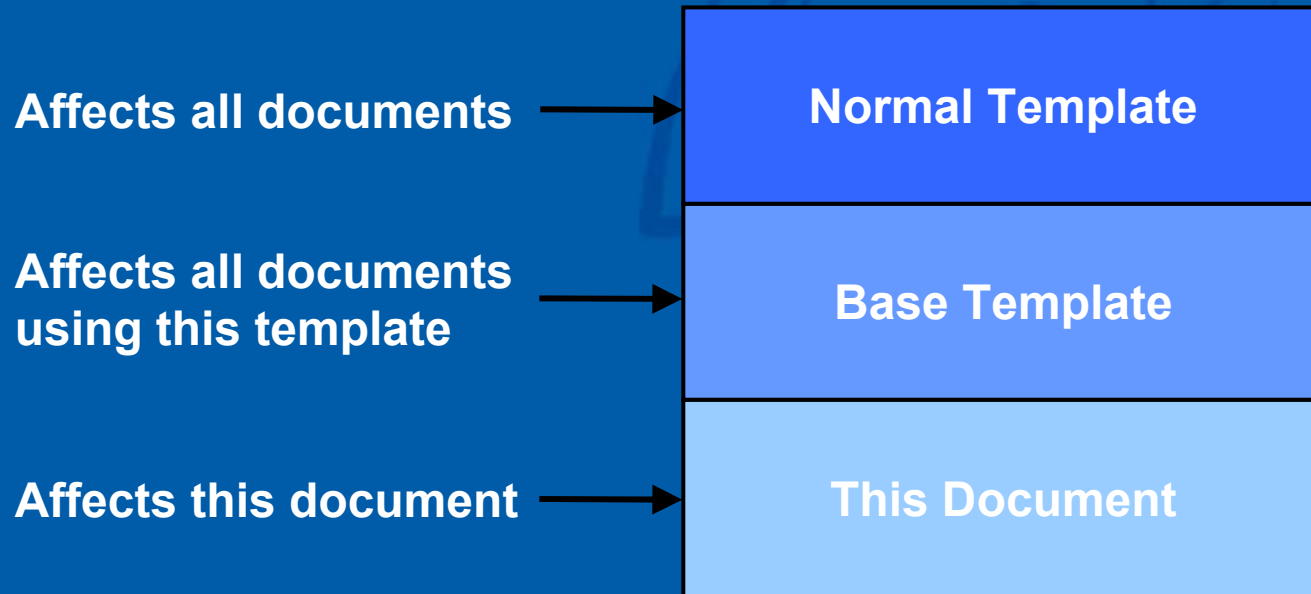 Affects all documents
Normal Template
Affects all documents
using this template
Base Template
Affects this document
This Document